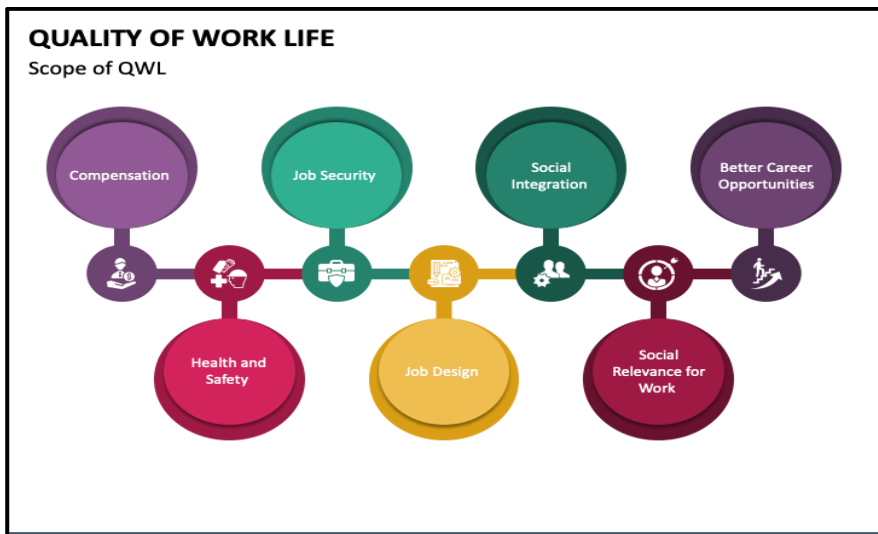 QUALITY OF WORK LIFE
Scope of QWL
Compensation
Job Security
Social
Integration
Better Career
Opportunities
Health and
Safety
Job Design
Social
Relevance for
Work